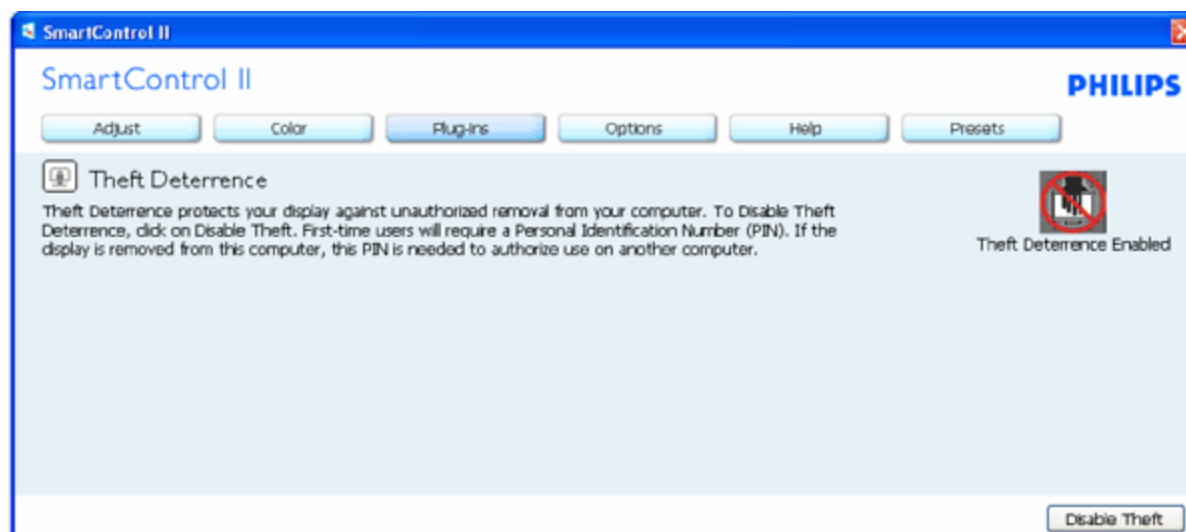 SmartControl II
SmartControl II
PHILIPS
Adjust Color Plug-Ins Options Help Presets
Theft Deterrence
Theft Deterrence protects your display against unauthorized removal from your computer. To Disable Theft
Deterrence, click on Disable Theft. First-time users will require a Personal Identification Number (PIN). If the
display is removed from this computer, this PIN is needed to authorize use on another computer.
Theft Deterrence Enabled
Disable Theft